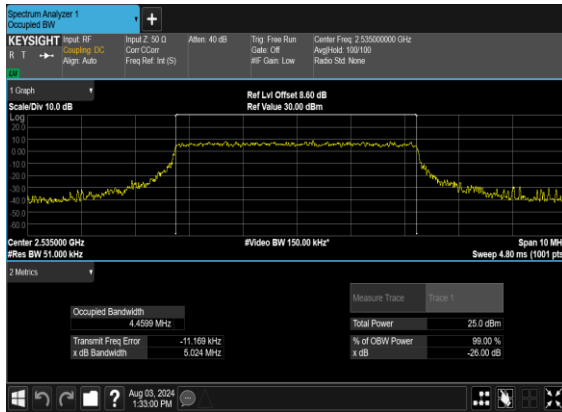 Spectrum Analyzer 1
Occupied BW
KEYSIGHT
R T
Input: RF
Coupling: DC
Align: Auto
Input Z: 50 Ω
Corr CCorr
Freq Ref: Int (S)
Atten: 40 dB
Trig: Free Run
Gate: Off
#IF Gain: Low
Center Freq: 2.535000000 GHz
Avg|Hold: 100/100
Radio Std: None
1 Graph
Scale/Div 10.0 dB
Ref Lvl Offset 8.60 dB
Ref Value 30.00 dBm
Log
20.0
10.0
0.00
-10.0
-20.0
-30.0
-40.0
-50.0
-60.0
Center 2.535000 GHz
#Video BW 150.00 kHz*
Span 10 MH
#Res BW 51.000 kHz
Sweep 4.80 ms (1001 pts
2 Metrics
Measure Trace Trace 1
Occupied Bandwidth
4.4599 MHz
Total Power 25.0 dBm
Transmit Freq Error -11.169 kHz
% of OBW Power 99.00 %
x dB Bandwidth 5.024 MHz
x dB -26.00 dB
Aug 03, 2024
1:33:00 PM